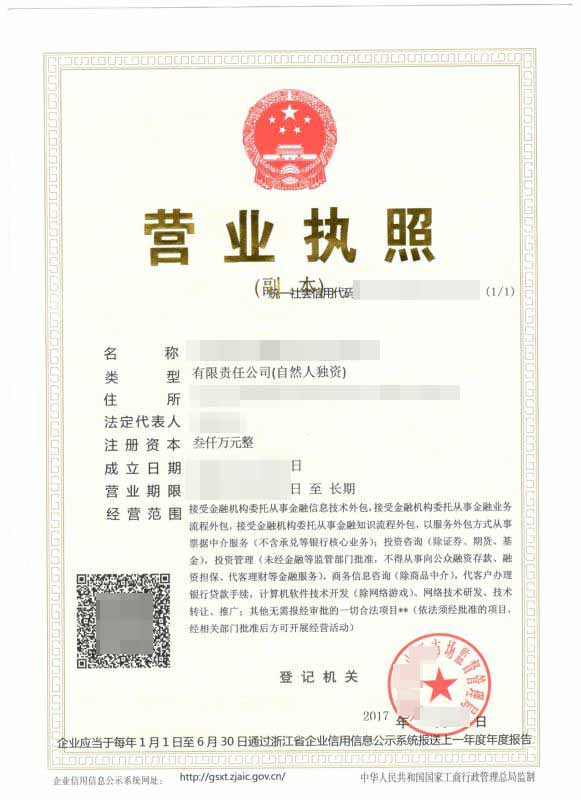 营业执照
(副 本)
统一社会信用代码 (1/1)
名 称
类 型 有限责任公司(自然人独资)
住 所
法定代表人
注册资本 叁仟万元整
成立日期 日
营业期限 日 至 长期
经营范围 接受金融机构委托从事金融信息技术外包,接受金融机构委托从事金融业务
流程外包,接受金融机构委托从事金融知识流程外包,以服务外包方式从事
票据中介服务(不含承兑等银行核心业务);投资咨询(除证券、期货、基
金),投资管理(未经金融等监管部门批准,不得从事向公众融资存款、融
资担保、代客理财等金融服务),商务信息咨询(除商品中介),代客户办理
银行贷款手续,计算机软件技术开发(除网络游戏)、网络技术研发、技术
转让、推广;其他无需报经审批的一切合法项目**(依法须经批准的项目,
经相关部门批准后方可开展经营活动)
登记机关
市场监督管理局
2017 年 日
企业应当于每年1月1日至6月30日通过浙江省企业信用信息公示系统报送上一年度年度报告
企业信用信息公示系统网址: http://gsxt.zjaic.gov.cn/ 中华人民共和国国家工商行政管理总局监制